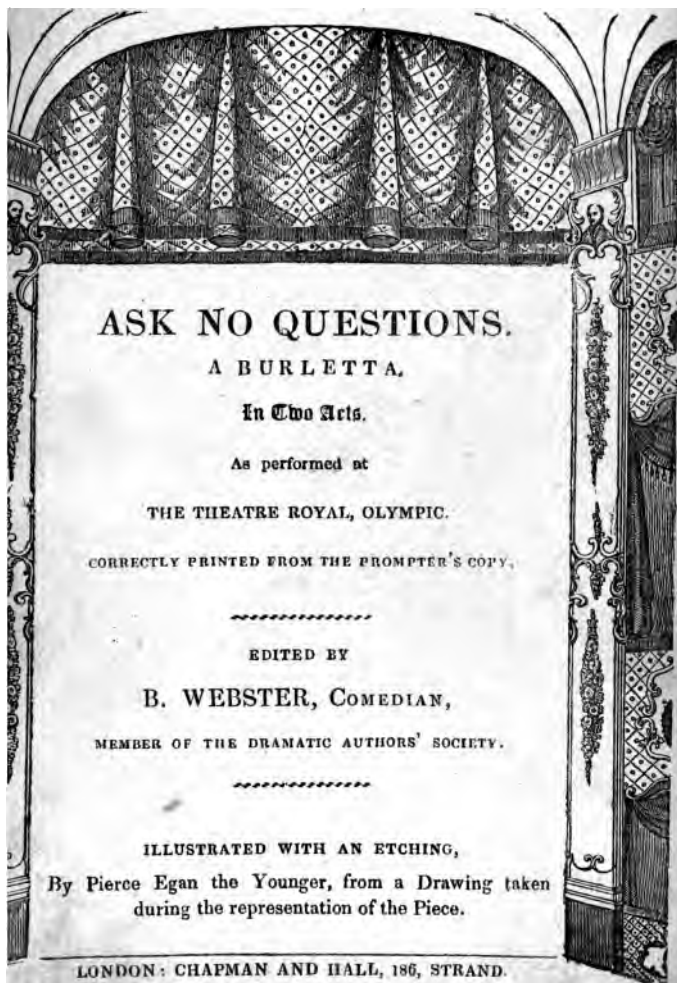 ASK NO QUESTIONS.
A BURLETTA.
In Two Acts.
As performed at
THE THEATRE ROYAL, OLYMPIC.
CORRECTLY PRINTED FROM THE PROMPTER'S COPY.
EDITED BY
B. WEBSTER, COMEDIAN,
MEMBER OF THE DRAMATIC AUTHORS' SOCIETY.
ILLUSTRATED WITH AN ETCHING,
By Pierce Egan the Younger, from a Drawing taken
during the representation of the Piece.
LONDON: CHAPMAN AND HALL, 186, STRAND.